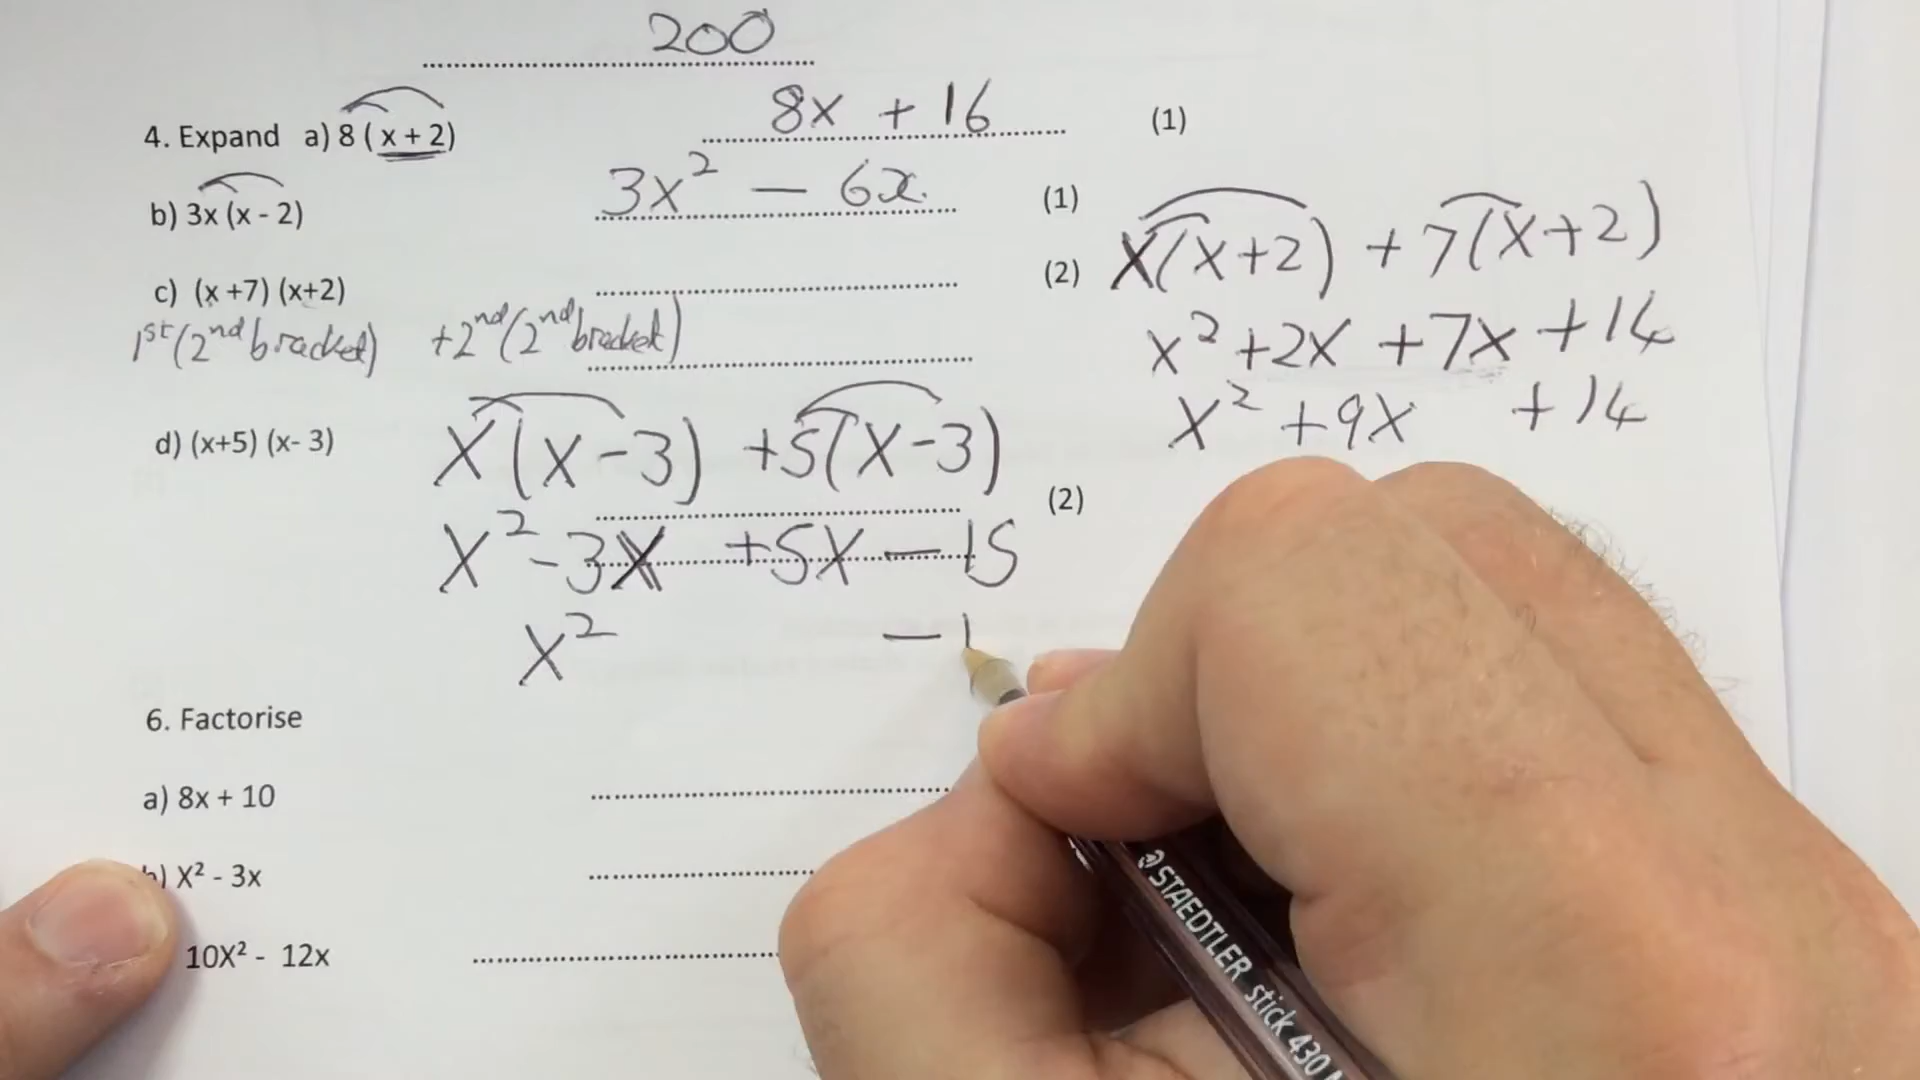 200
4. Expand a) 8 ( x + 2) 8x + 16 (1)
b) 3x (x - 2) 3x² - 6x (1)
x(x+2) + 7(x+2)
c) (x +7) (x+2) (2)
1st(2nd bracket) +2nd(2nd bracket)
x² +2x +7x +14
x² +9x +14
d) (x+5) (x- 3) x(x-3) +5(x-3)
(2)
x² -3x +5x -15
x² -1
6. Factorise
a) 8x + 10
b) X² - 3x
10X² - 12x
STAEDTLER stick 430